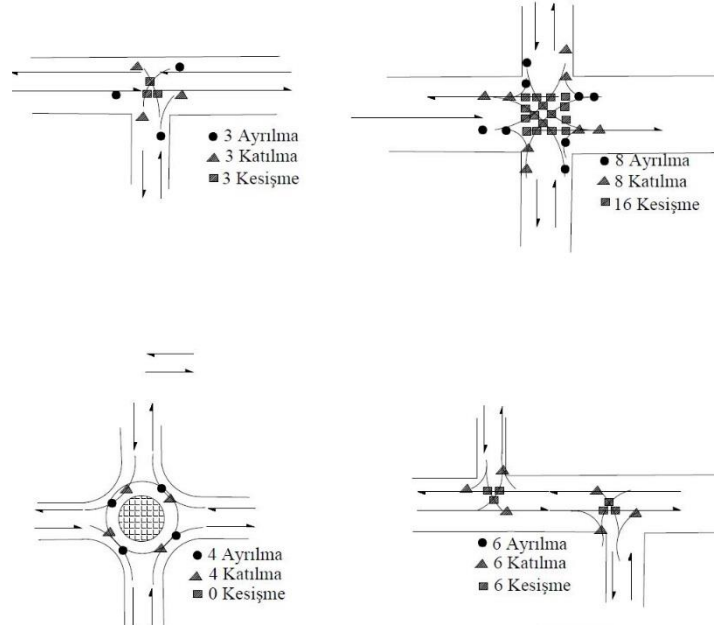 3 Ayrılma
3 Katılma
3 Kesişme
8 Ayrılma
8 Katılma
16 Kesişme
4 Ayrılma
4 Katılma
0 Kesişme
6 Ayrılma
6 Katılma
6 Kesişme